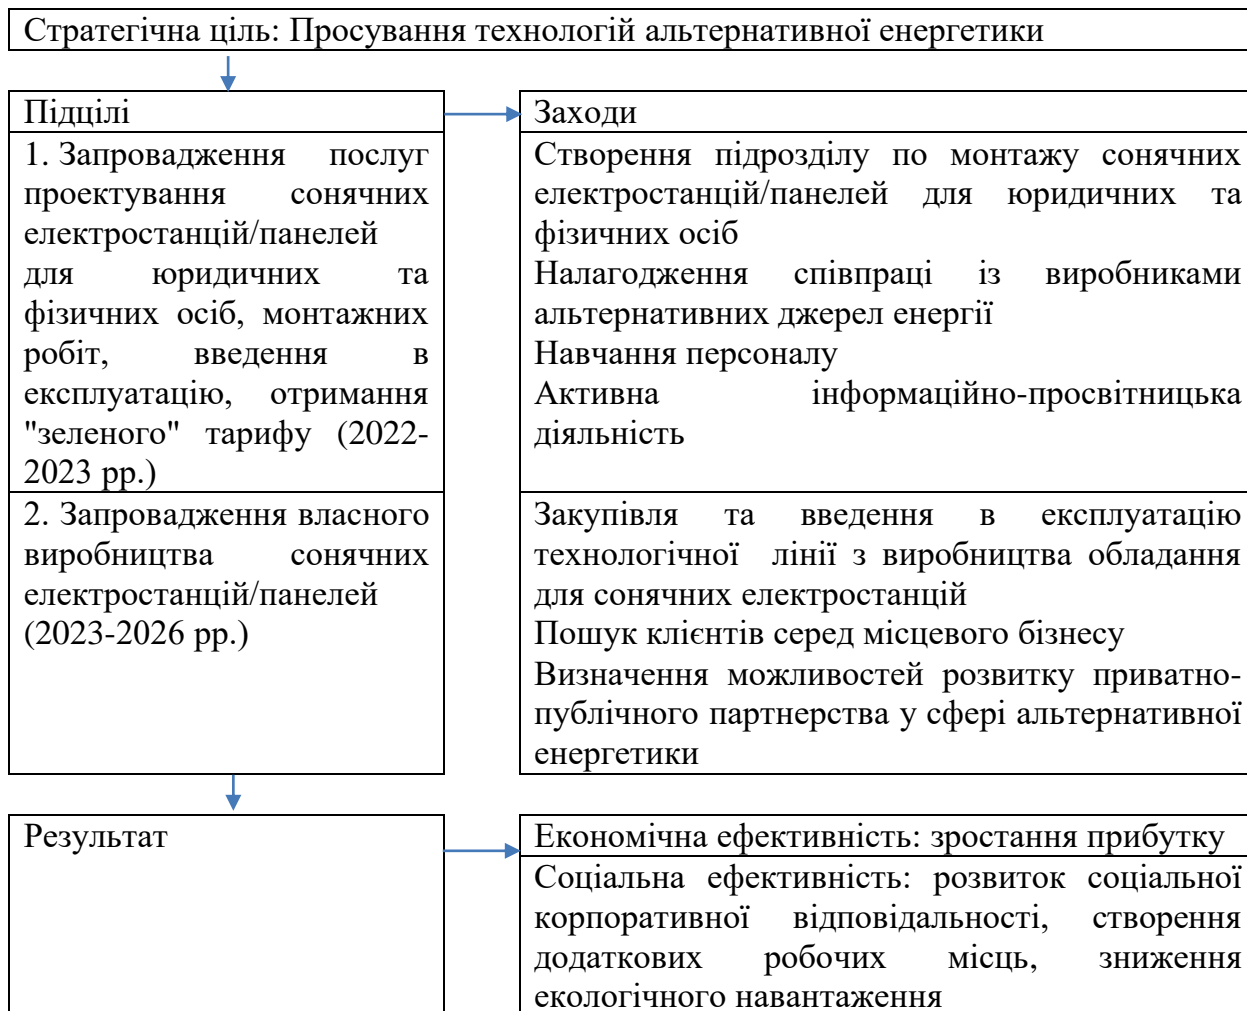 Стратегічна ціль: Просування технологій альтернативної енергетики
Підцілі
1. Запровадження послуг
проектування сонячних
електростанцій/панелей
для юридичних та
фізичних осіб, монтажних
робіт, введення в
експлуатацію, отримання
"зеленого" тарифу (2022-
2023 рр.)
2. Запровадження власного
виробництва сонячних
електростанцій/панелей
(2023-2026 рр.)
Заходи
Створення підрозділу по монтажу сонячних
електростанцій/панелей для юридичних та
фізичних осіб
Налагодження співпраці із виробниками
альтернативних джерел енергії
Навчання персоналу
Активна інформаційно-просвітницька
діяльність
Закупівля та введення в експлуатацію
технологічної лінії з виробництва обладання
для сонячних електростанцій
Пошук клієнтів серед місцевого бізнесу
Визначення можливостей розвитку приватно-
публічного партнерства у сфері альтернативної
енергетики
Результат
Економічна ефективність: зростання прибутку
Соціальна ефективність: розвиток соціальної
корпоративної відповідальності, створення
додаткових робочих місць, зниження
екологічного навантаження